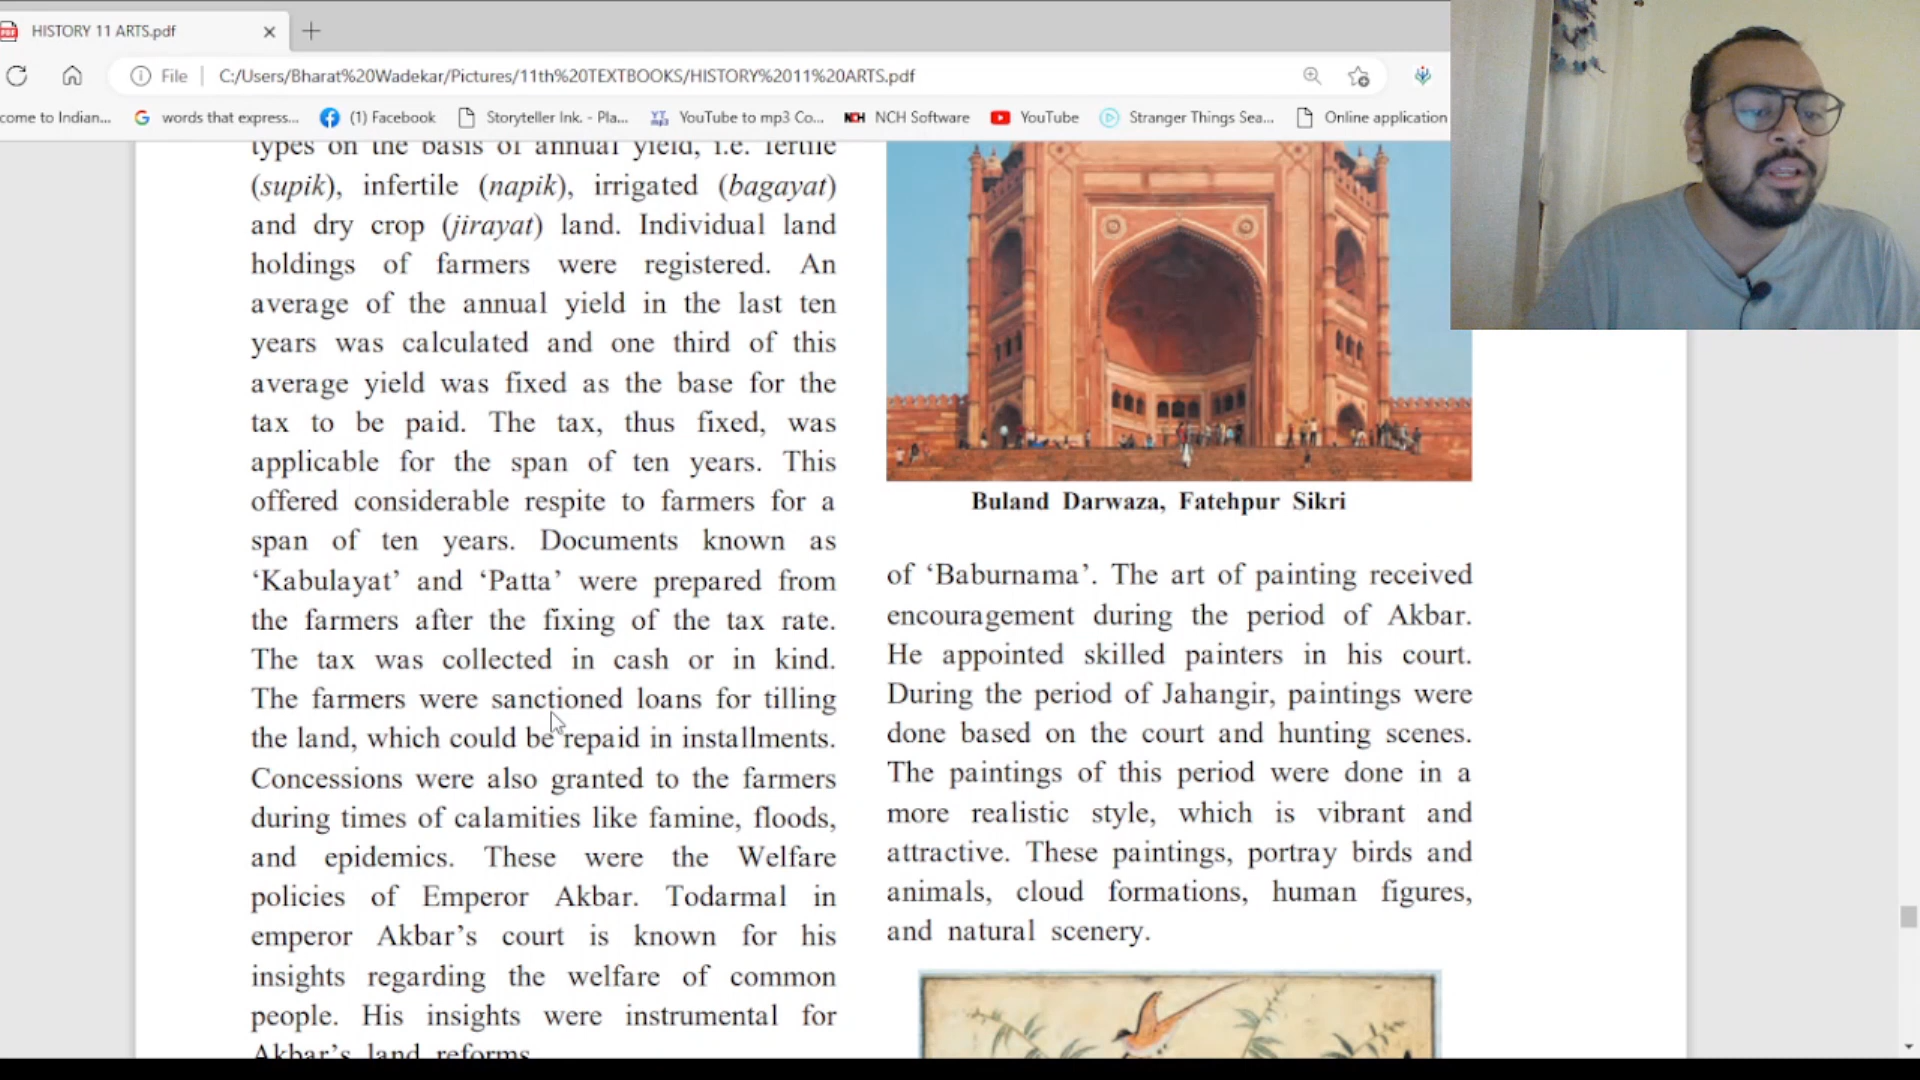 HISTORY 11 ARTS.pdf
File
C:/Users/Bharat%20Wadekar/Pictures/11th%20TEXTBOOKS/HISTORY%2011%20ARTS.pdf
come to Indian...
words that express...
(1) Facebook
Storyteller Ink. - Pla...
YouTube to mp3 Co...
NCH NCH Software
YouTube
Stranger Things Sea...
Online application
types on the basis of annual yield, i.e. fertile
(supik), infertile (napik), irrigated (bagayat)
and dry crop (jirayat) land. Individual land
holdings of farmers were registered. An
average of the annual yield in the last ten
years was calculated and one third of this
average yield was fixed as the base for the
tax to be paid. The tax, thus fixed, was
applicable for the span of ten years. This
offered considerable respite to farmers for a
span of ten years. Documents known as
‘Kabulayat’ and ‘Patta’ were prepared from
the farmers after the fixing of the tax rate.
The tax was collected in cash or in kind.
The farmers were sanctioned loans for tilling
the land, which could be repaid in installments.
Concessions were also granted to the farmers
during times of calamities like famine, floods,
and epidemics. These were the Welfare
policies of Emperor Akbar. Todarmal in
emperor Akbar’s court is known for his
insights regarding the welfare of common
people. His insights were instrumental for
Akbar’s land reforms.
Buland Darwaza, Fatehpur Sikri
of ‘Baburnama’. The art of painting received
encouragement during the period of Akbar.
He appointed skilled painters in his court.
During the period of Jahangir, paintings were
done based on the court and hunting scenes.
The paintings of this period were done in a
more realistic style, which is vibrant and
attractive. These paintings, portray birds and
animals, cloud formations, human figures,
and natural scenery.